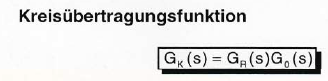 Kreisübertragungsfunktion
G_K(s) = G_R(s)G_0(s)